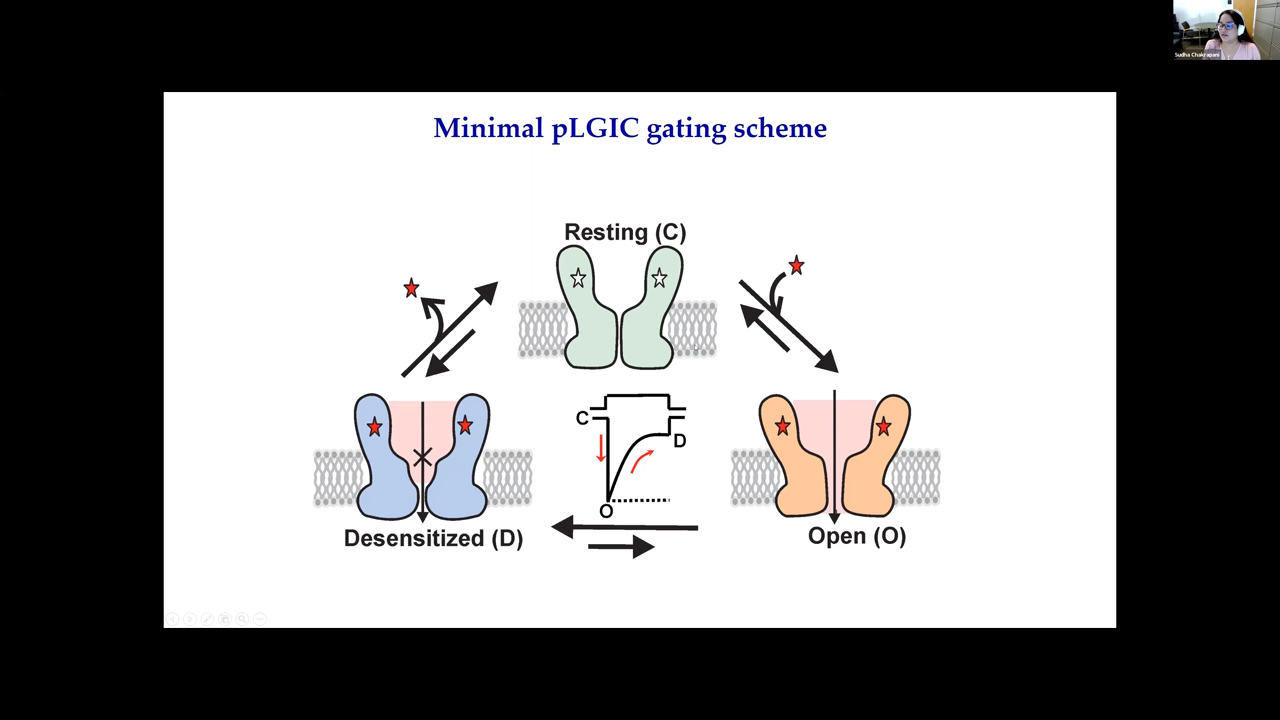 Sudha Chakrapani
Minimal pLGIC gating scheme
Resting (C)
C
D
O
Desensitized (D)
Open (O)